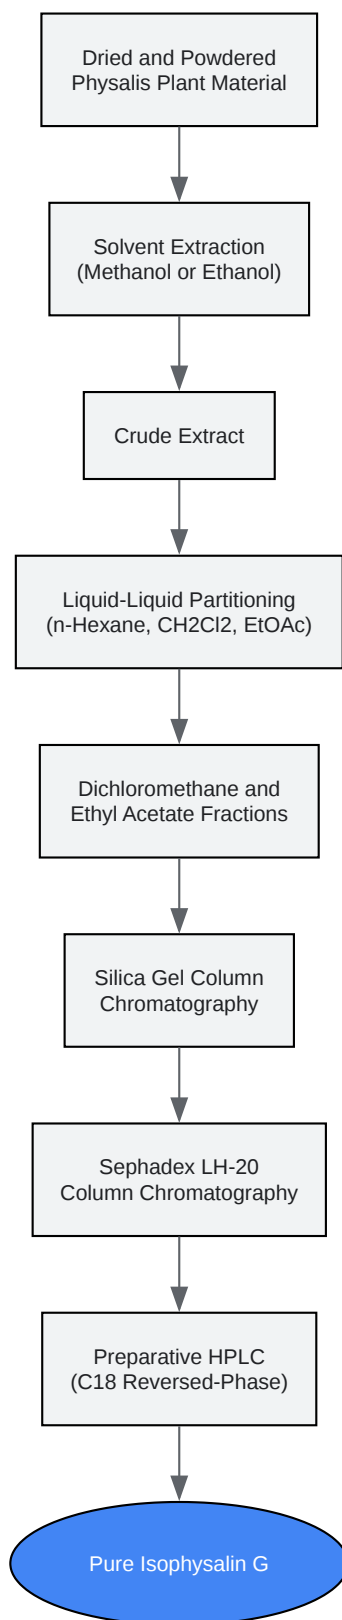 Dried and Powdered
Physalis Plant Material
Solvent Extraction
(Methanol or Ethanol)
Crude Extract
Liquid-Liquid Partitioning
(n-Hexane, CH2Cl2, EtOAc)
Dichloromethane and
Ethyl Acetate Fractions
Silica Gel Column
Chromatography
Sephadex LH-20
Column Chromatography
Preparative HPLC
(C18 Reversed-Phase)
Pure Isophysalin G